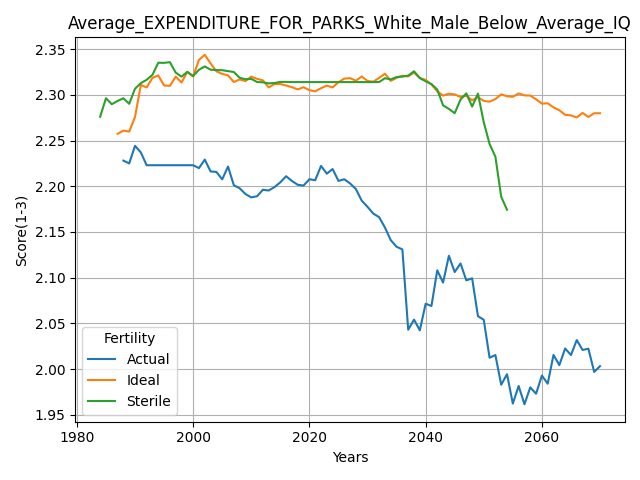 Average_EXPENDITURE_FOR_PARKS_White_Male_Below_Average_IQ
2.35
2.30
2.25
2.20
2.15
2.10
2.05
2.00
1.95
Score(1-3)
Fertility
Actual
Ideal
Sterile
1980
2000
2020
2040
2060
Years